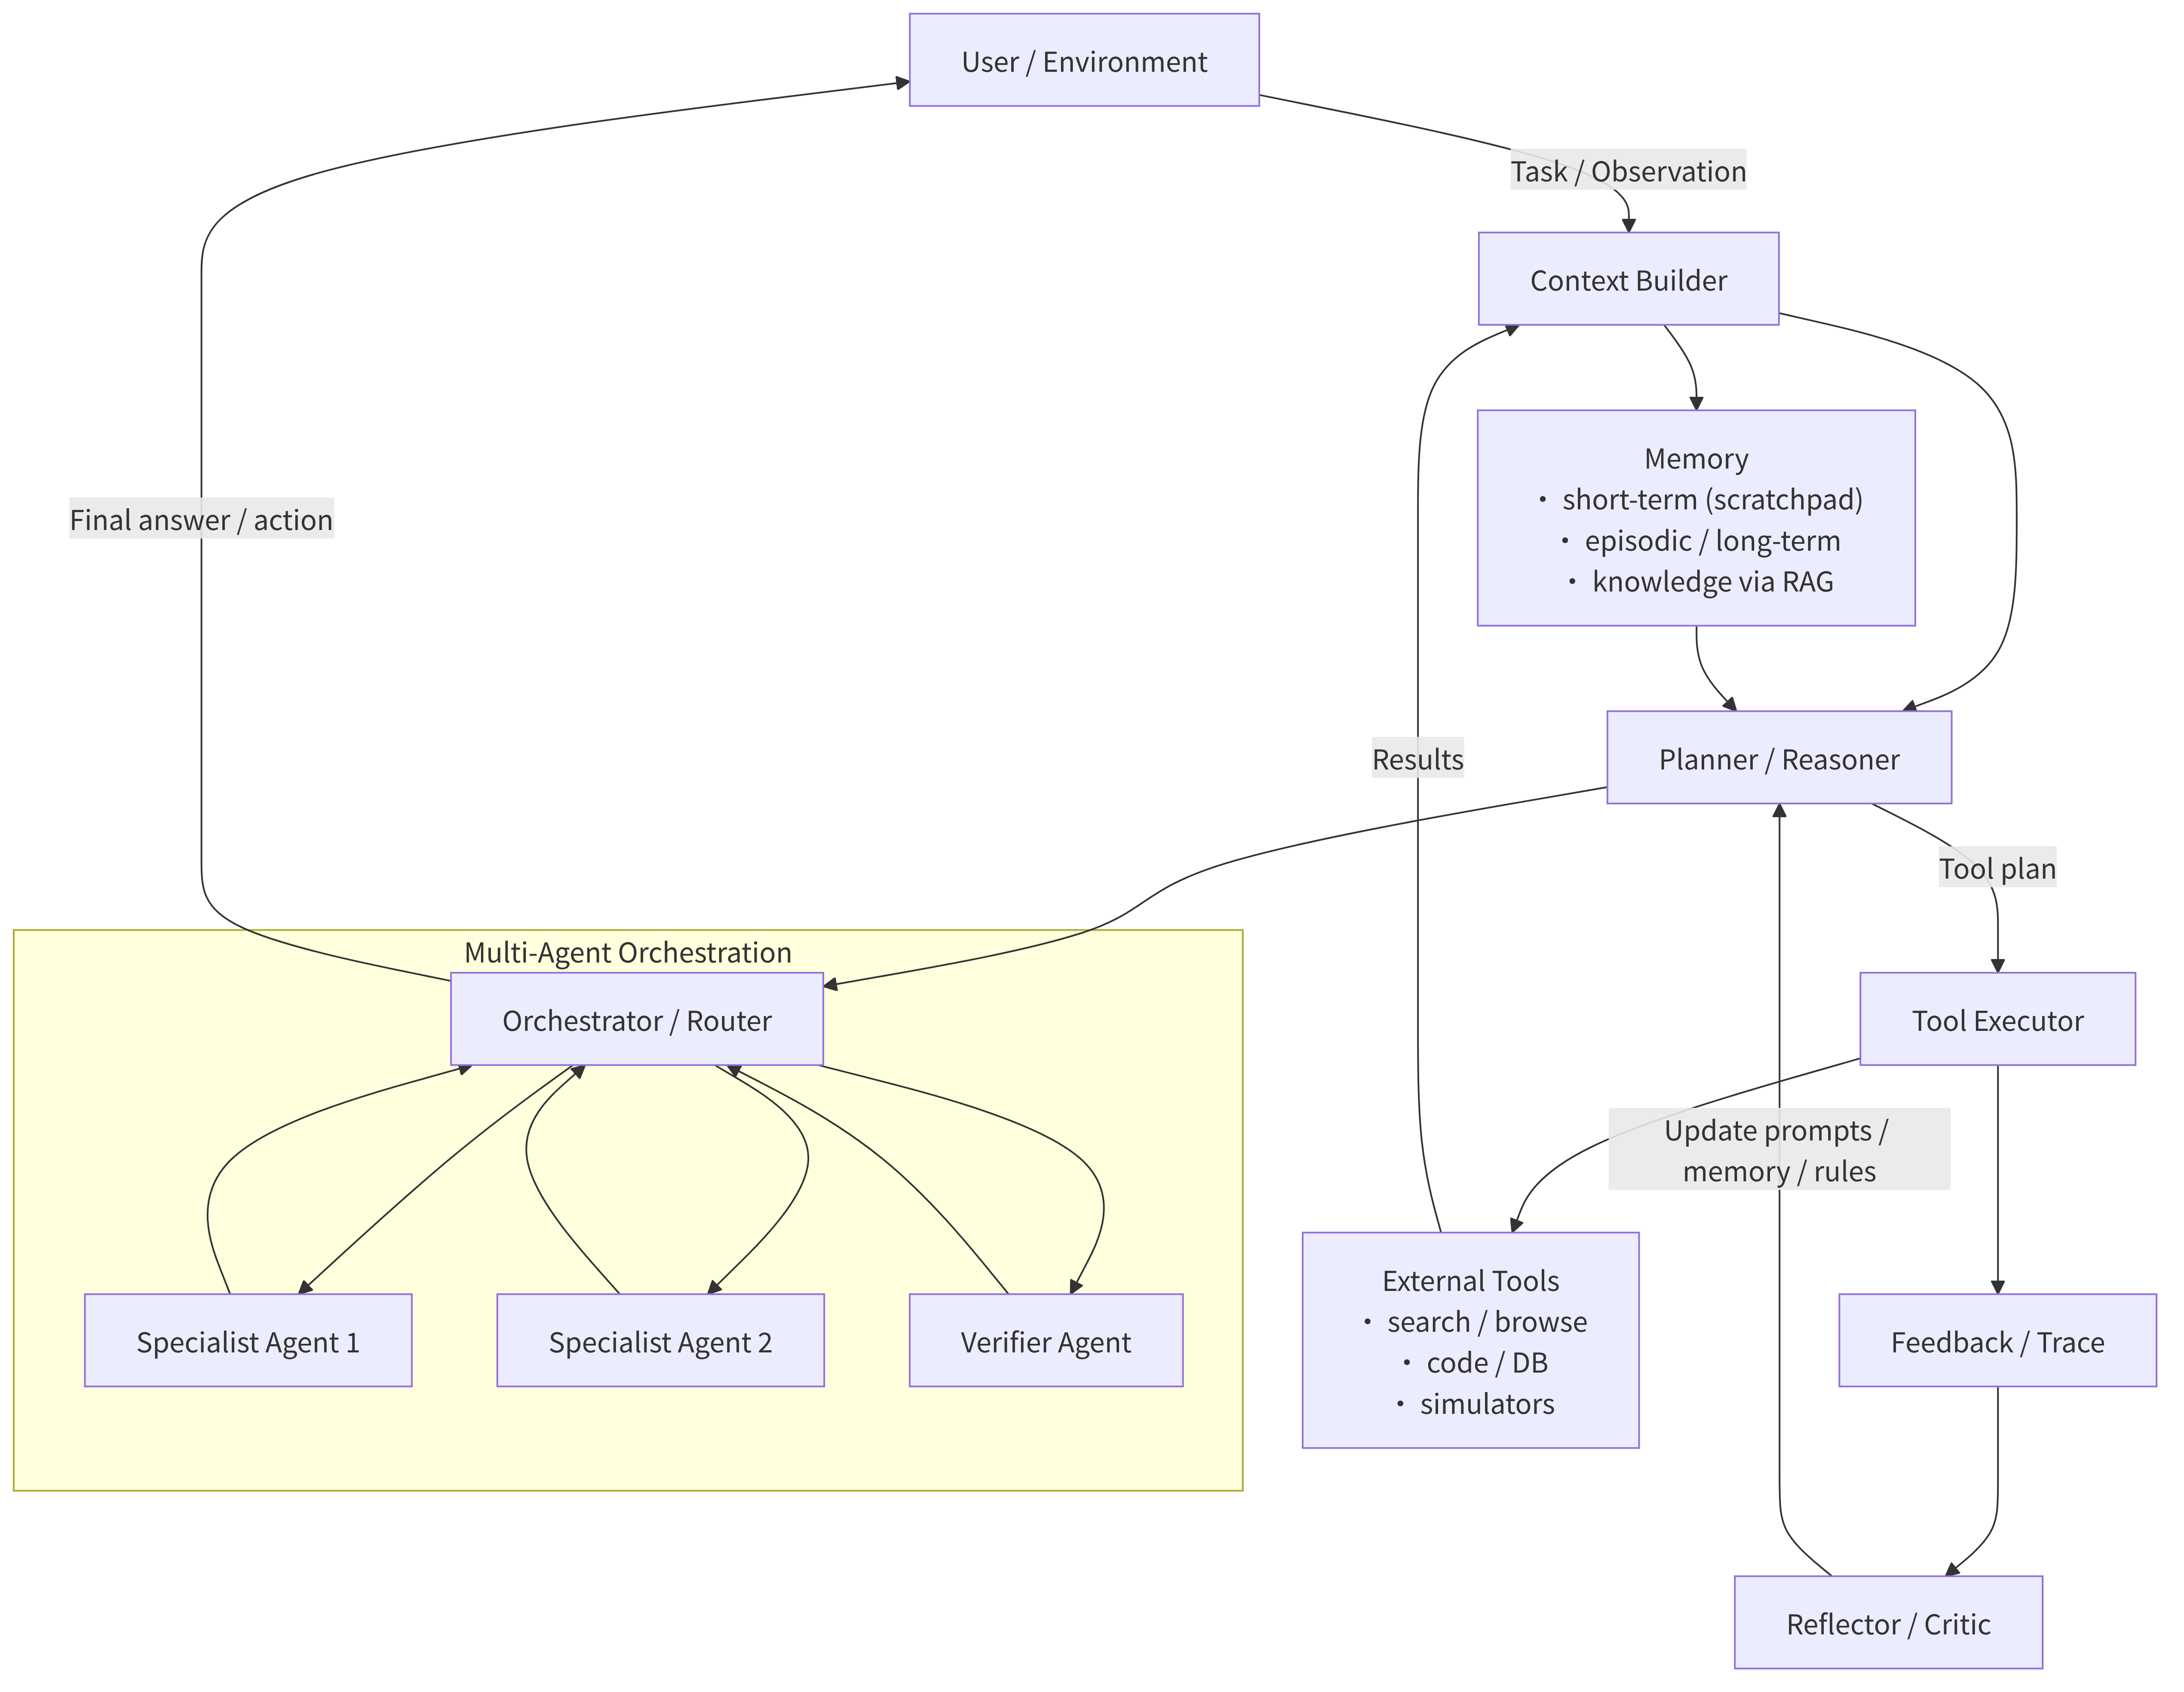 User / Environment
Task / Observation
Context Builder
Memory
• short-term (scratchpad)
• episodic / long-term
• knowledge via RAG
Final answer / action
Results
Planner / Reasoner
Tool plan
Multi-Agent Orchestration
Orchestrator / Router
Tool Executor
Update prompts /
memory / rules
External Tools
• search / browse
• code / DB
• simulators
Specialist Agent 1
Specialist Agent 2
Verifier Agent
Feedback / Trace
Reflector / Critic